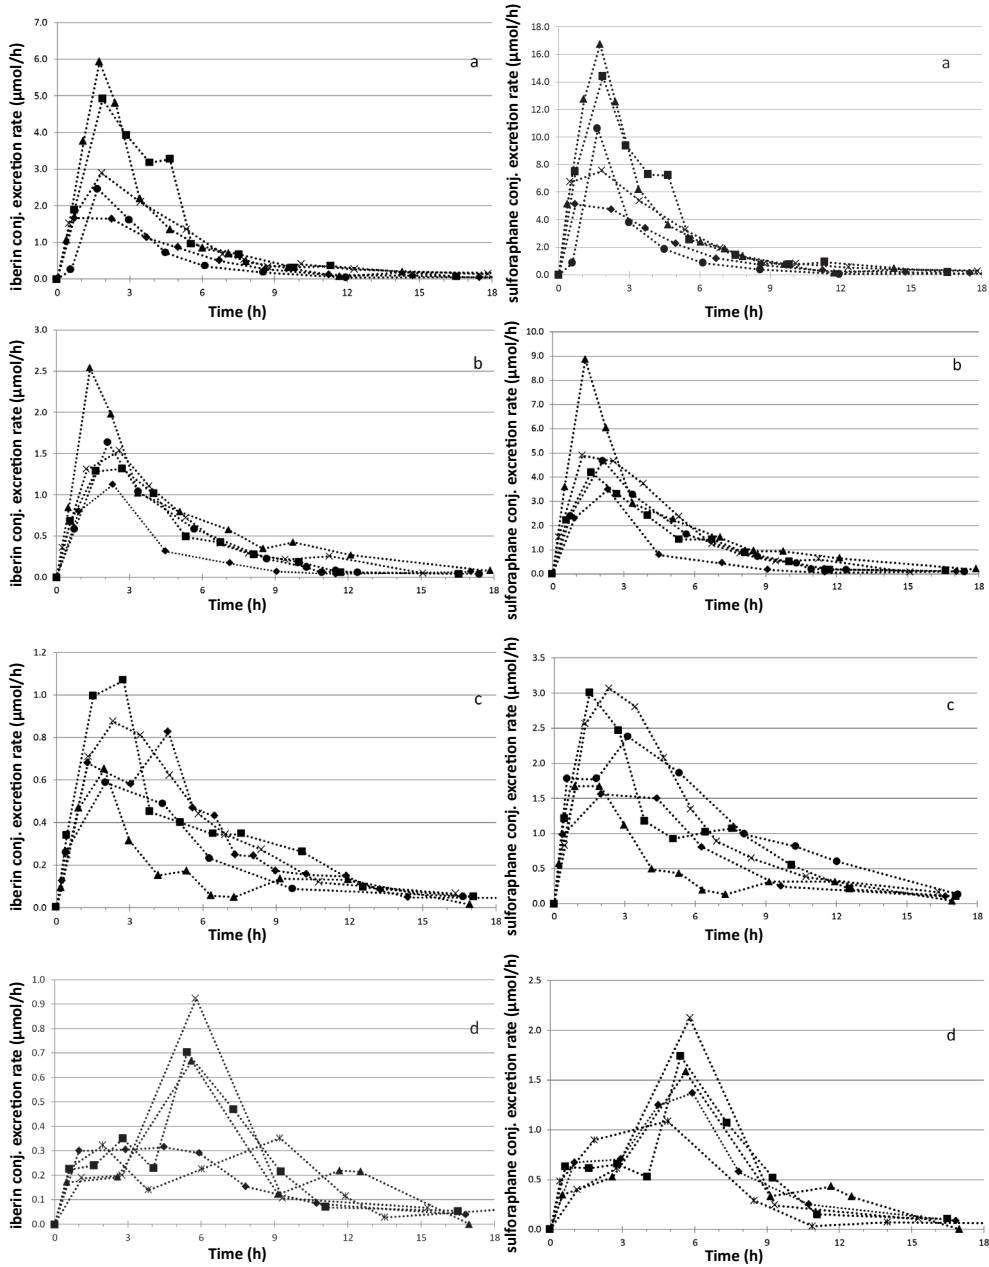 iberin conj. excretion rate (µmol/h)
7.0
6.0
5.0
4.0
3.0
2.0
1.0
0.0
a
0 3 6 9 12 15 18
Time (h)
sulforaphane conj. excretion rate (µmol/h)
18.0
16.0
14.0
12.0
10.0
8.0
6.0
4.0
2.0
0.0
a
0 3 6 9 12 15 18
Time (h)
iberin conj. excretion rate (µmol/h)
3.0
2.5
2.0
1.5
1.0
0.5
0.0
b
0 3 6 9 12 15 18
Time (h)
sulforaphane conj. excretion rate (µmol/h)
10.0
9.0
8.0
7.0
6.0
5.0
4.0
3.0
2.0
1.0
0.0
b
0 3 6 9 12 15 18
Time (h)
iberin conj. excretion rate (µmol/h)
1.2
1.0
0.8
0.6
0.4
0.2
0.0
c
0 3 6 9 12 15 18
Time (h)
sulforaphane conj. excretion rate (µmol/h)
3.5
3.0
2.5
2.0
1.5
1.0
0.5
0.0
c
0 3 6 9 12 15 18
Time (h)
iberin conj. excretion rate (µmol/h)
1.0
0.9
0.8
0.7
0.6
0.5
0.4
0.3
0.2
0.1
0.0
d
0 3 6 9 12 15 18
Time (h)
sulforaphane conj. excretion rate (µmol/h)
2.5
2.0
1.5
1.0
0.5
0.0
d
0 3 6 9 12 15 18
Time (h)